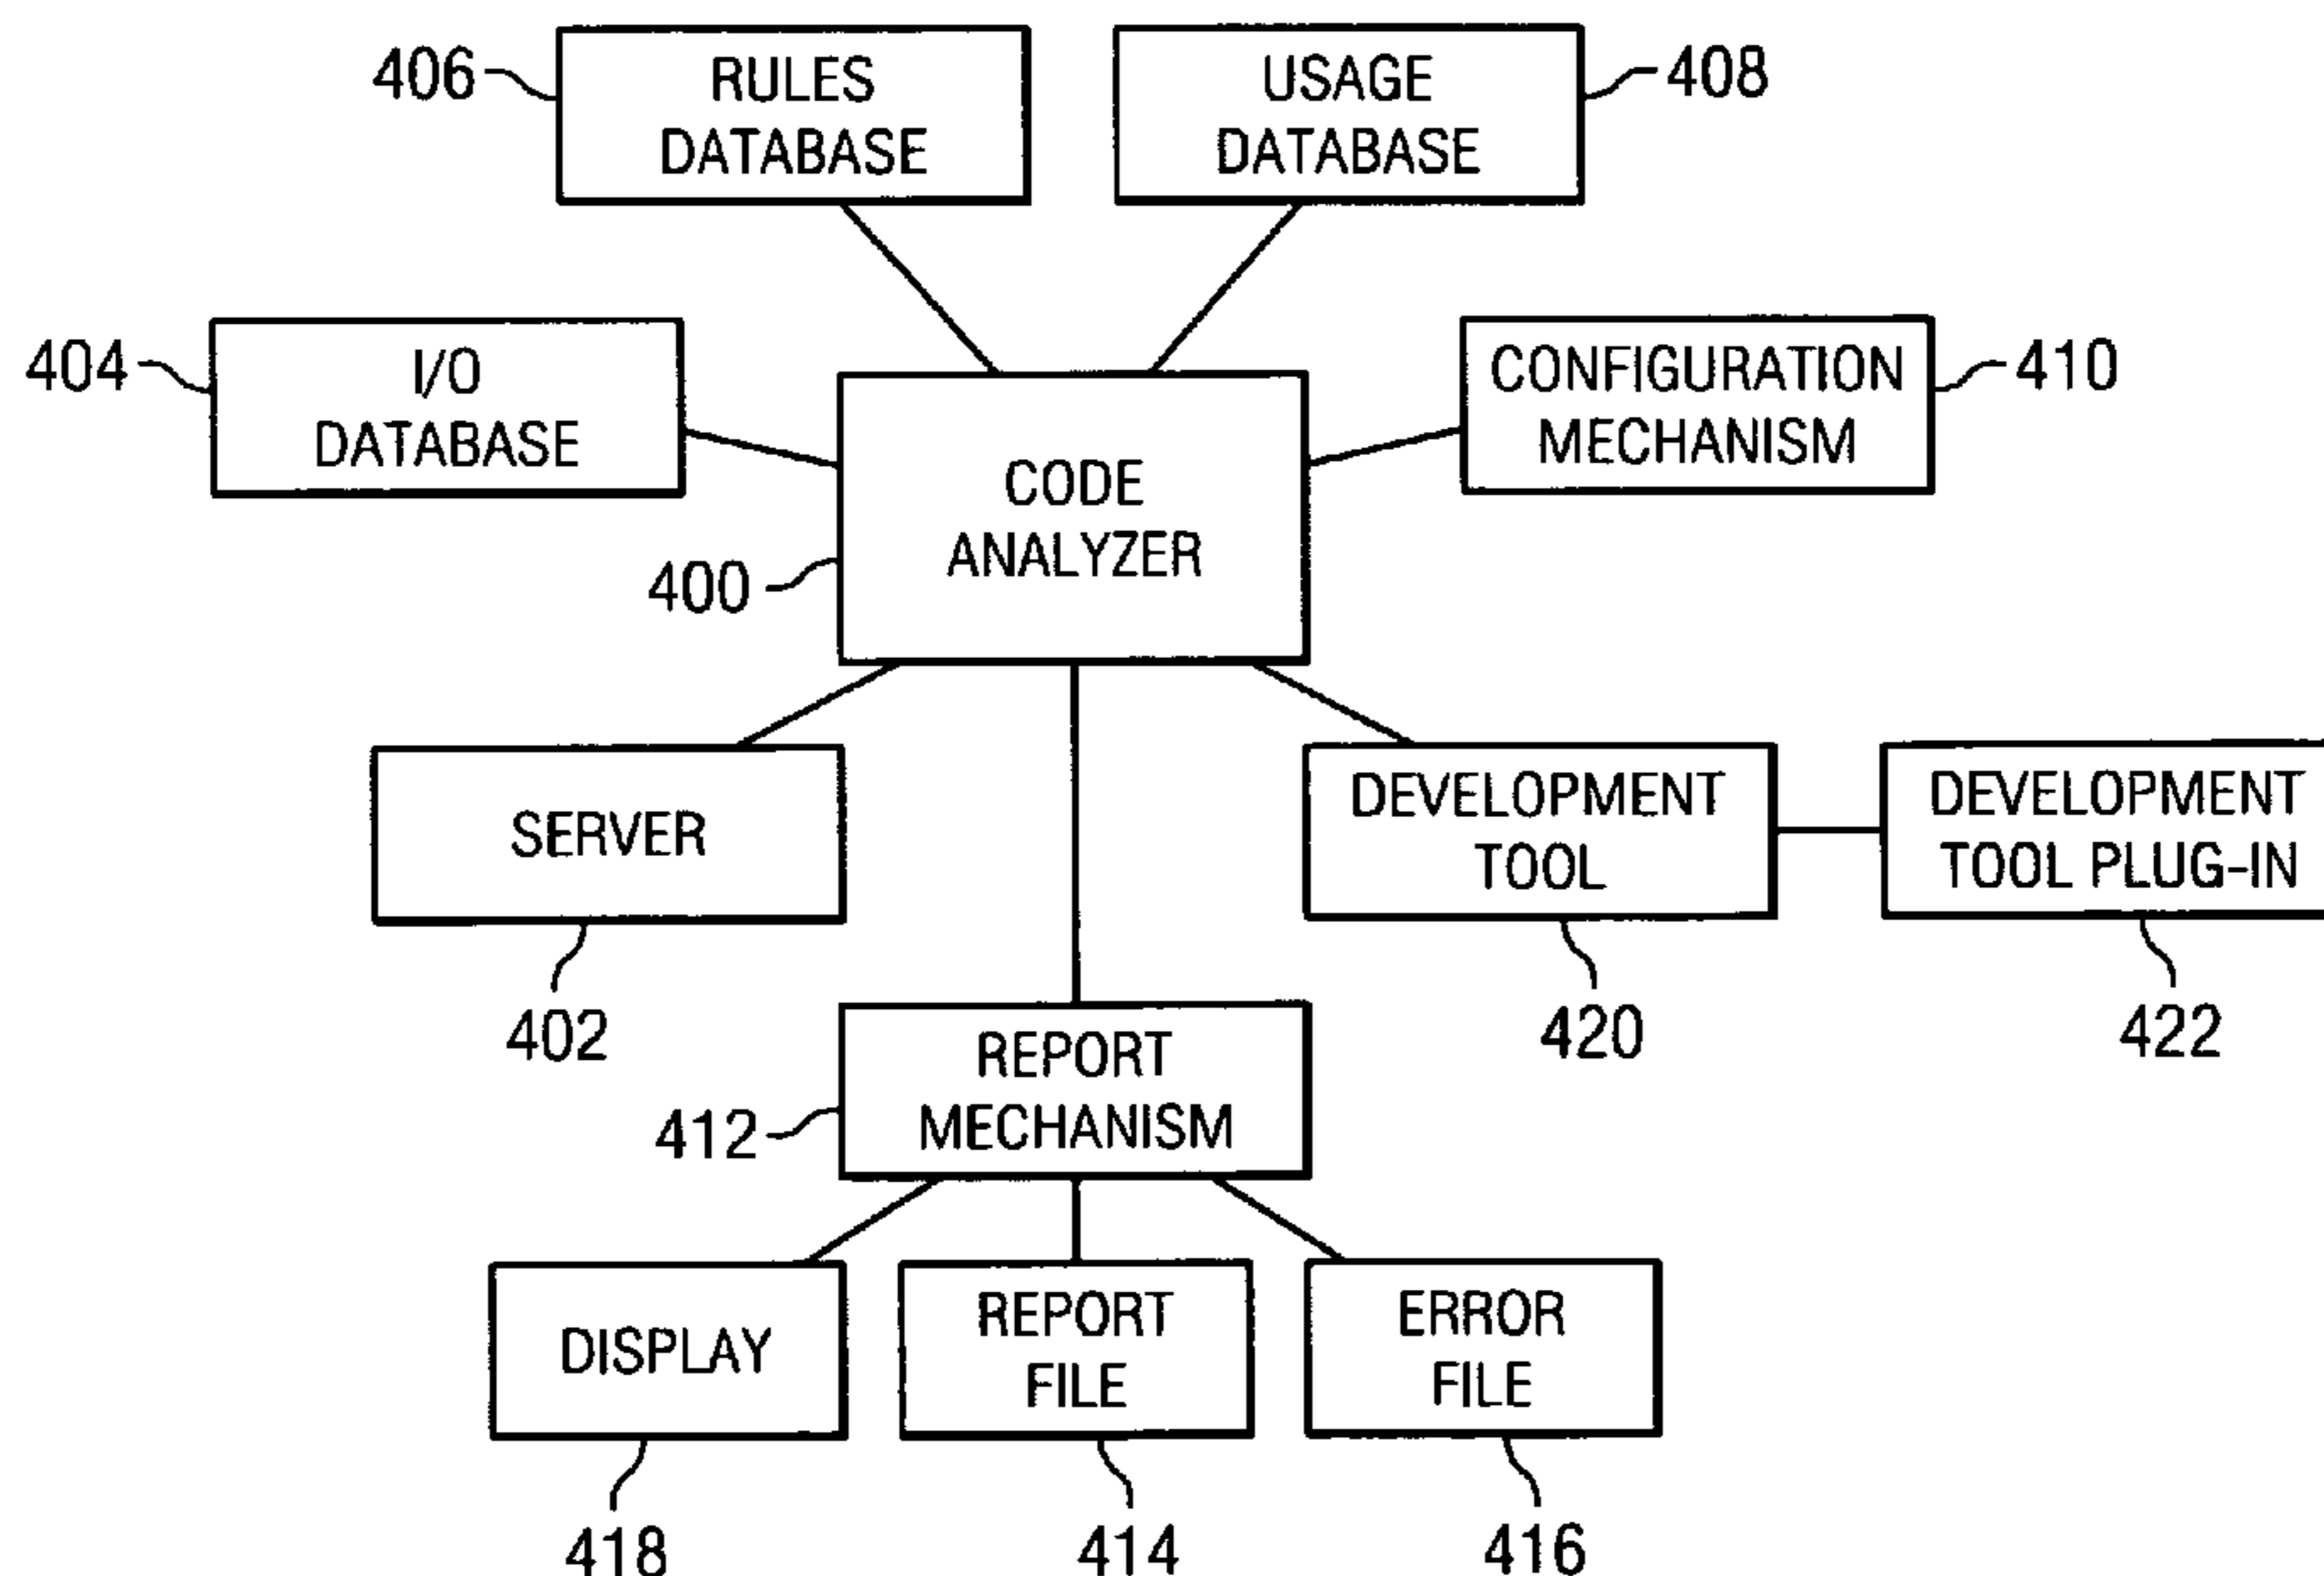 406
RULES
DATABASE
USAGE
DATABASE
408
404
I/O
DATABASE
CONFIGURATION
MECHANISM
410
CODE
ANALYZER
400
SERVER
402
DEVELOPMENT
TOOL
420
DEVELOPMENT
TOOL PLUG-IN
422
REPORT
MECHANISM
412
DISPLAY
418
REPORT
FILE
414
ERROR
FILE
416